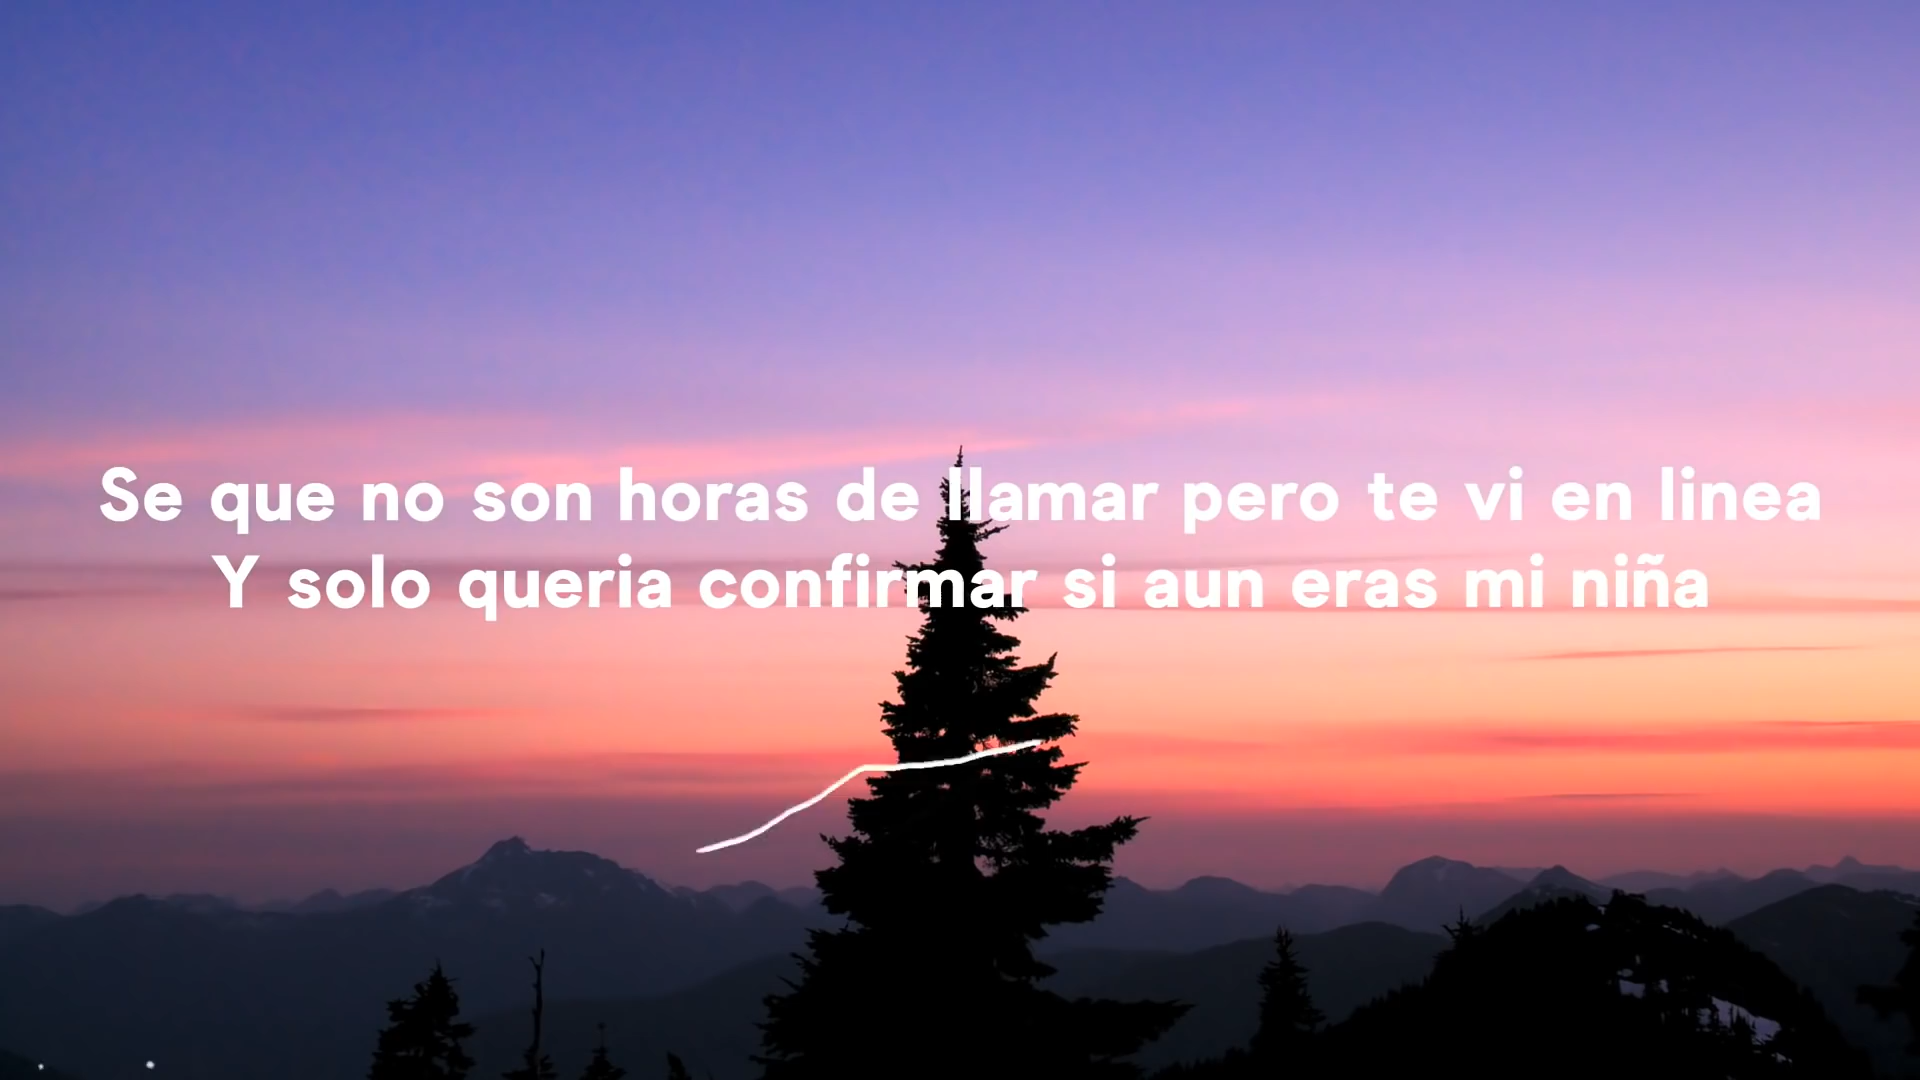 Se que no son horas de llamar pero te vi en linea
Y solo queria confirmar si aun eras mi niña